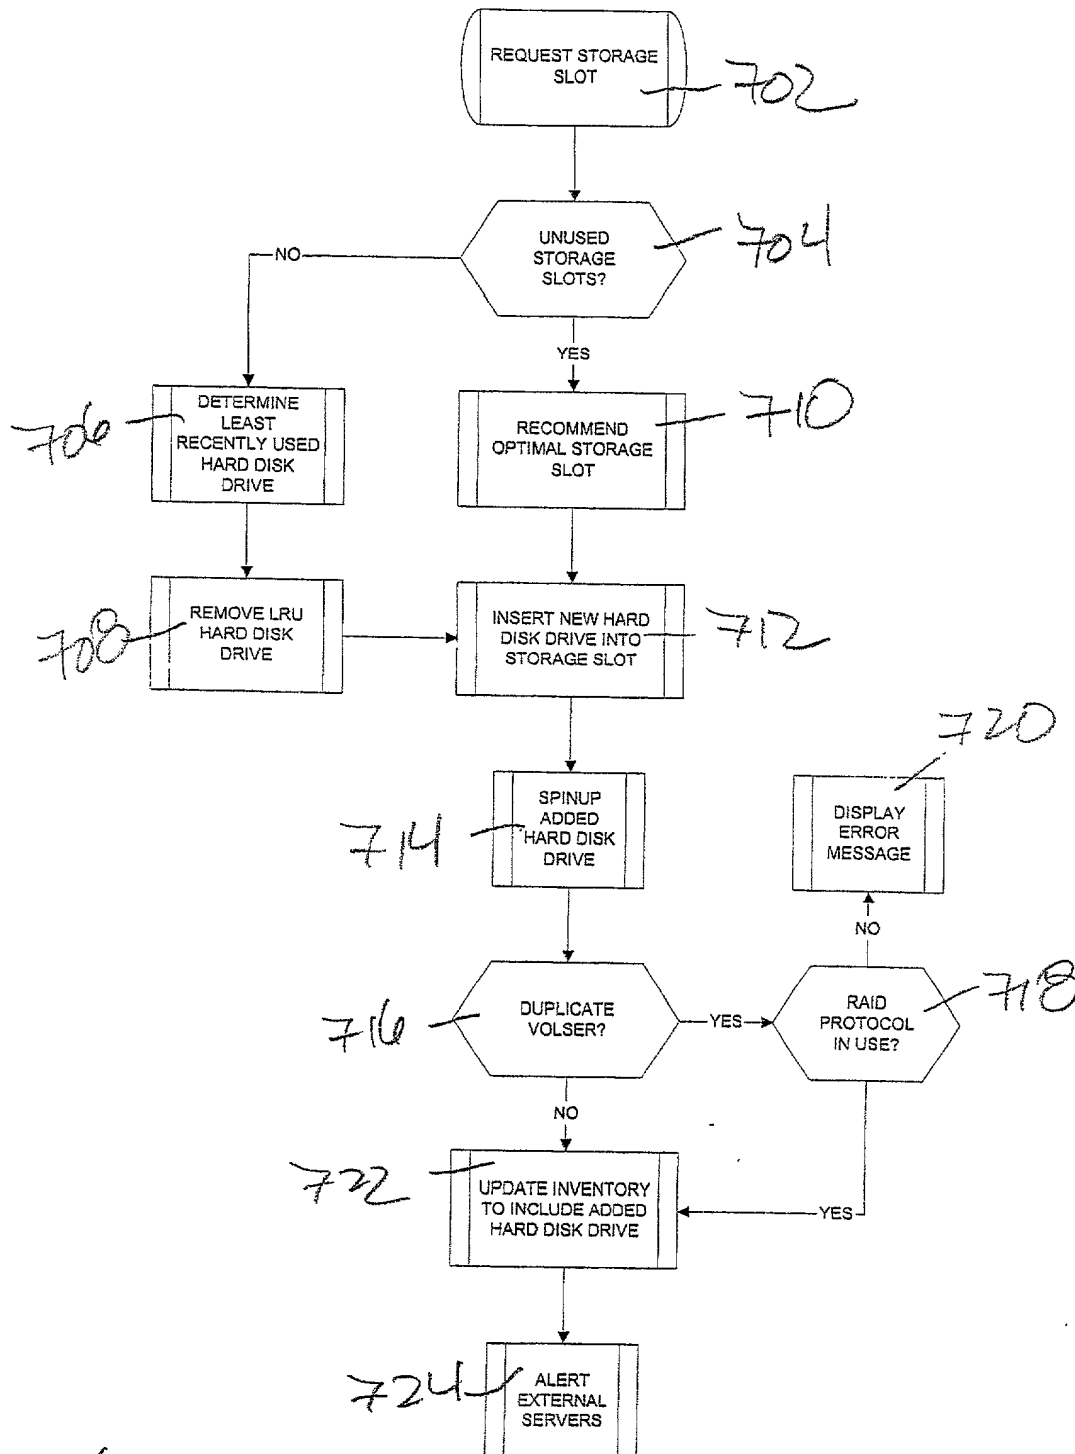 REQUEST STORAGE
SLOT
702
UNUSED
STORAGE
SLOTS?
704
NO
YES
DETERMINE
LEAST
RECENTLY USED
HARD DISK
DRIVE
706
RECOMMEND
OPTIMAL STORAGE
SLOT
710
REMOVE LRU
HARD DISK
DRIVE
708
INSERT NEW HARD
DISK DRIVE INTO
STORAGE SLOT
712
SPINUP
ADDED
HARD DISK
DRIVE
714
DISPLAY
ERROR
MESSAGE
720
NO
DUPLICATE
VOLSER?
716
YES
RAID
PROTOCOL
IN USE?
718
NO
UPDATE INVENTORY
TO INCLUDE ADDED
HARD DISK DRIVE
722
YES
ALERT
EXTERNAL
SERVERS
724